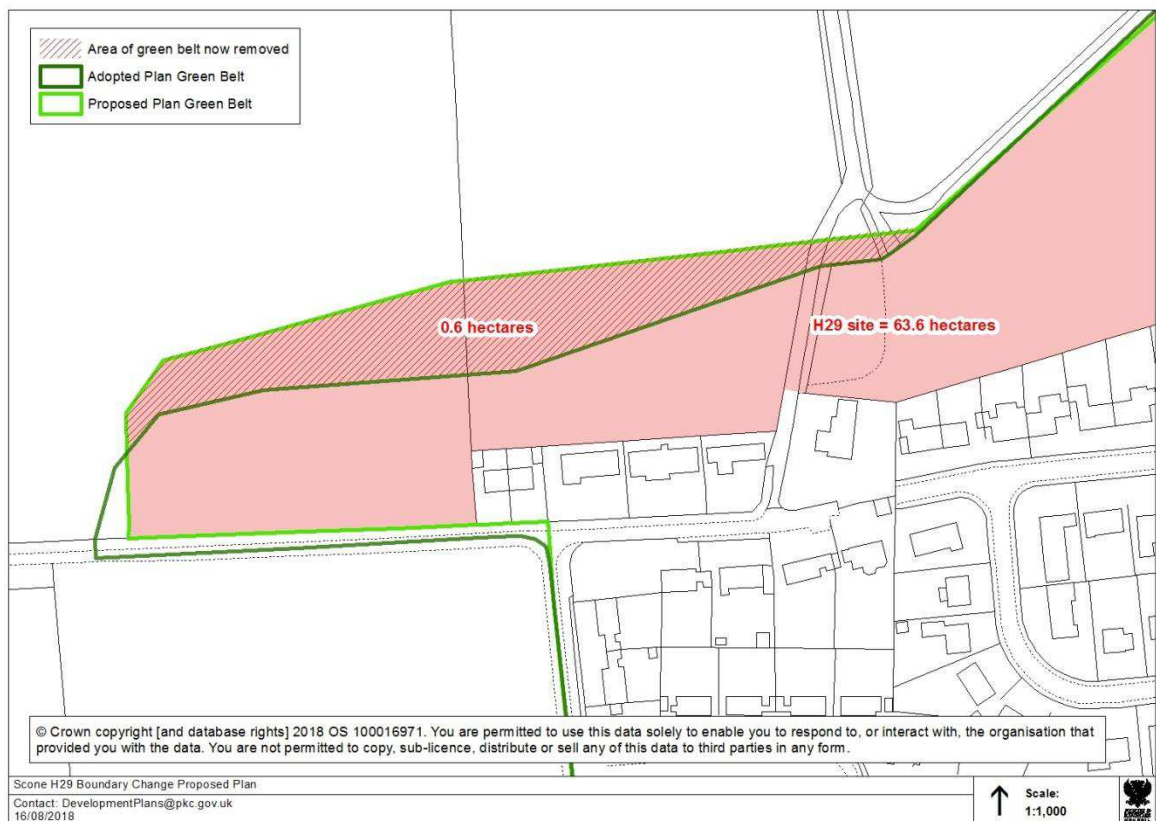 Area of green belt now removed
Adopted Plan Green Belt
Proposed Plan Green Belt
0.6 hectares
H29 site = 63.6 hectares
© Crown copyright [and database rights] 2018 OS 100016971. You are permitted to use this data solely to enable you to respond to, or interact with, the organisation that
provided you with the data. You are not permitted to copy, sub-licence, distribute or sell any of this data to third parties in any form.
Scone H29 Boundary Change Proposed Plan
Contact: DevelopmentPlans@pkc.gov.uk
16/08/2018
Scale:
1:1,000